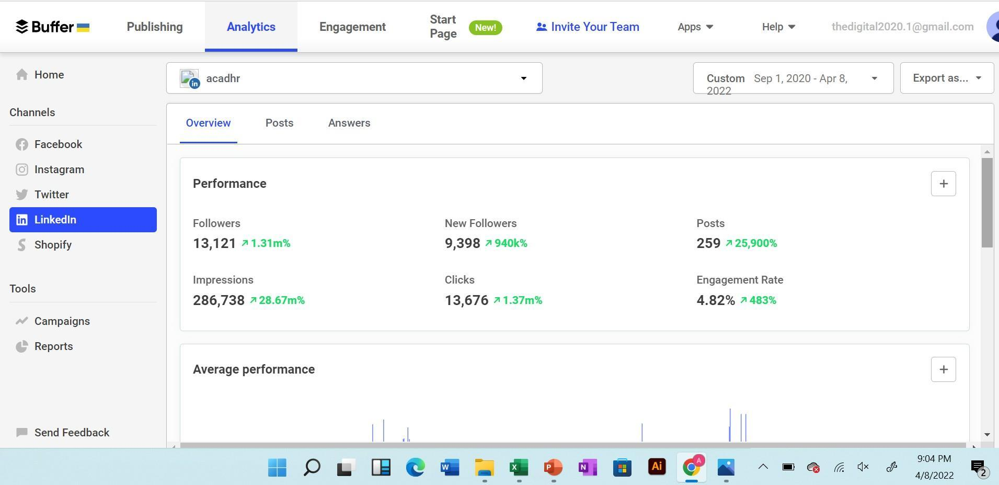 Buffer
Publishing
Analytics
Engagement
Start
Page
New!
Invite Your Team
Apps
Help
thedigital2020.1@gmail.com
Home
Channels
Facebook
Instagram
Twitter
LinkedIn
Shopify
Tools
Campaigns
Reports
Send Feedback
in
acadhr
Custom Sep 1, 2020 - Apr 8,
2022
Export as...
Overview
Posts
Answers
Performance
+
Followers
13,121 1.31m%
New Followers
9,398 940k%
Posts
259 25,900%
Impressions
286,738 28.67m%
Clicks
13,676 1.37m%
Engagement Rate
4.82% 483%
Average performance
+
W
X
P
N
Ai
A
9:04 PM
4/8/2022
2